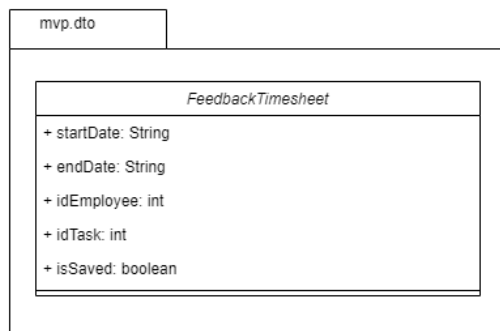 mvp.dto
FeedbackTimesheet
+ startDate: String
+ endDate: String
+ idEmployee: int
+ idTask: int
+ isSaved: boolean